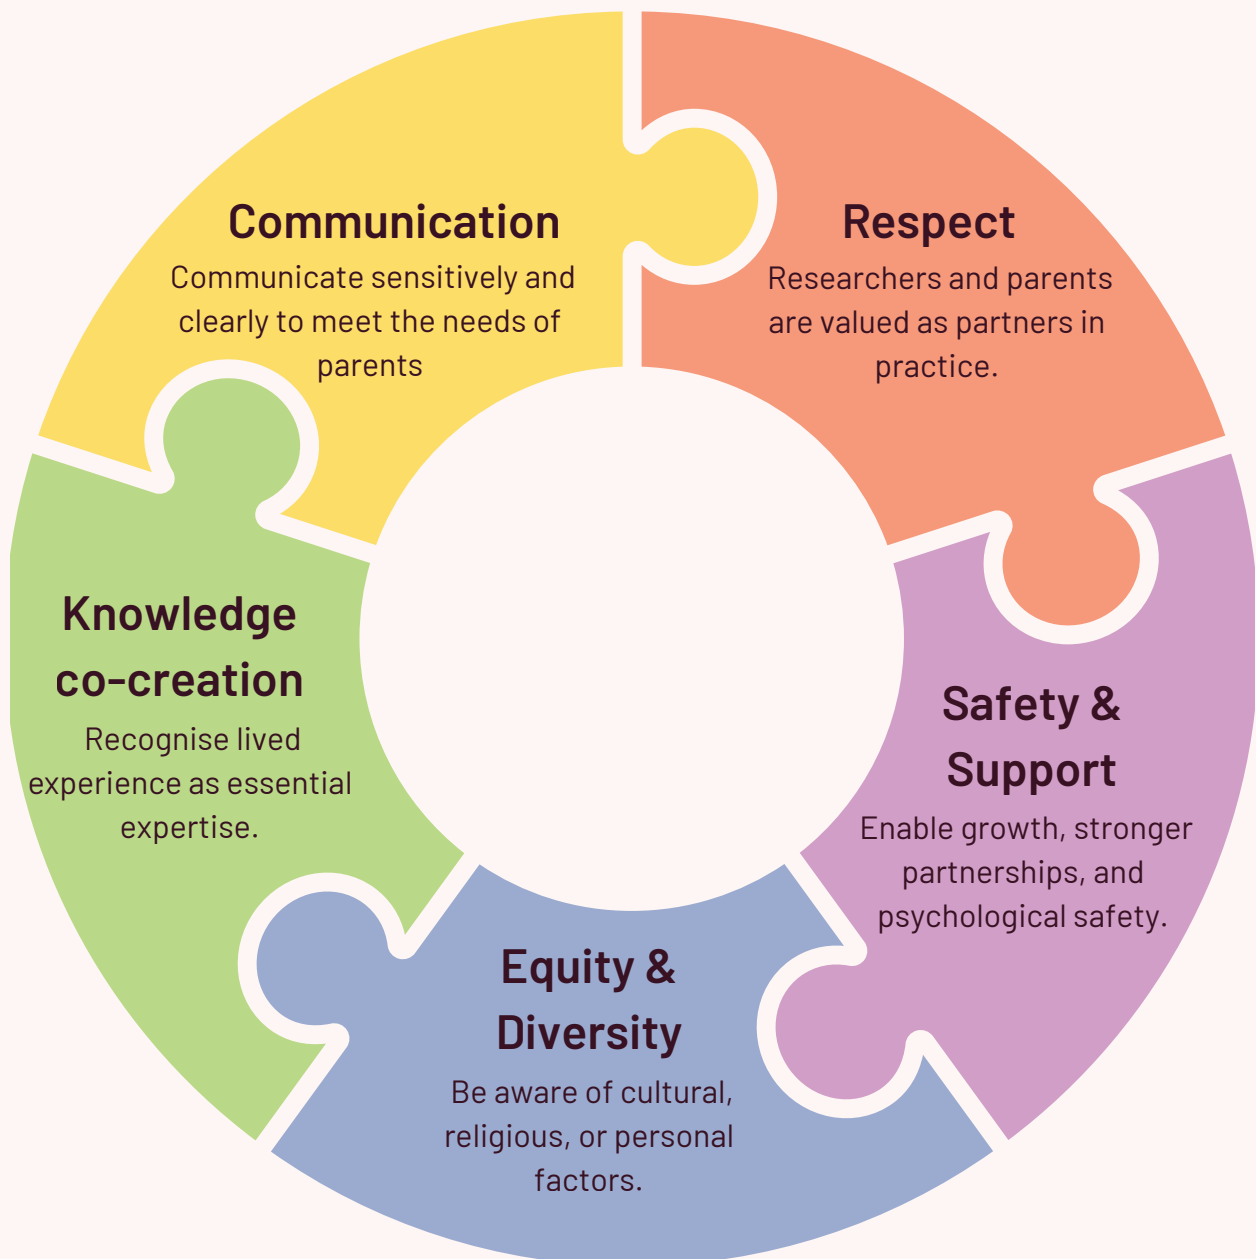 Communication
Communicate sensitively and
clearly to meet the needs of
parents
Respect
Researchers and parents
are valued as partners in
practice.
Safety &
Support
Enable growth, stronger
partnerships, and
psychological safety.
Equity &
Diversity
Be aware of cultural,
religious, or personal
factors.
Knowledge
co-creation
Recognise lived
experience as essential
expertise.